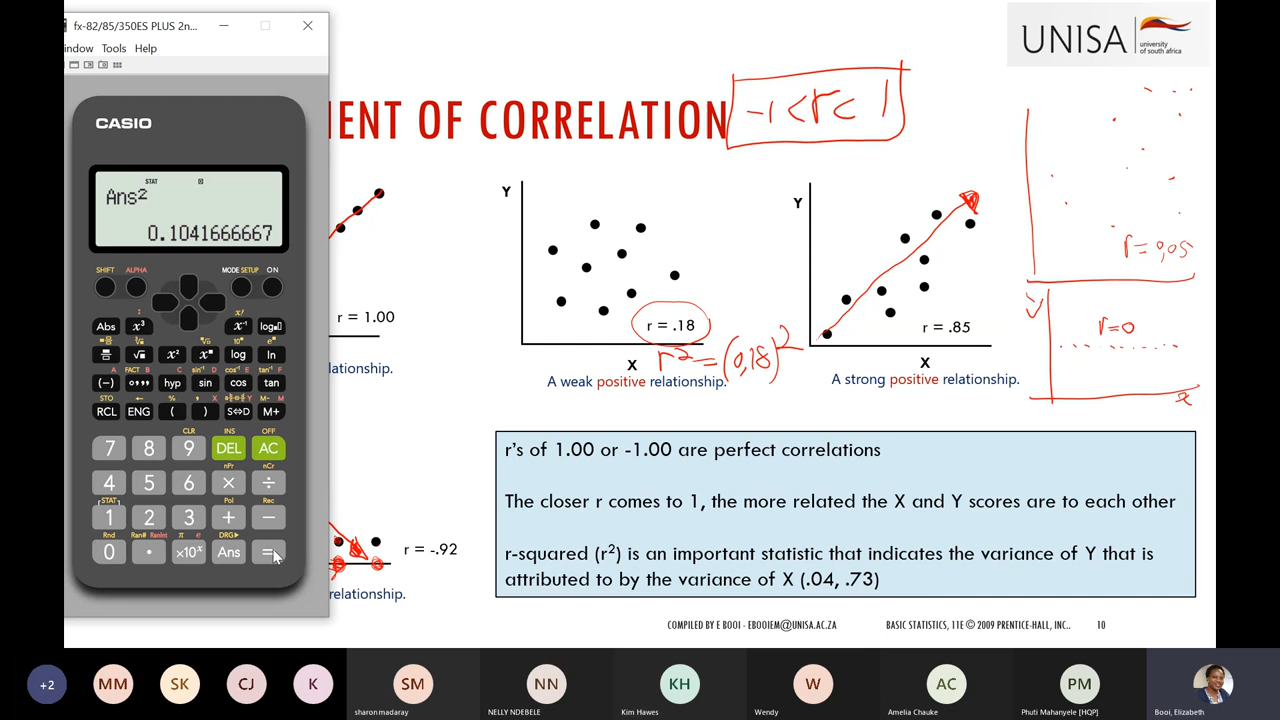 fx-82/85/350ES PLUS 2n...
indow Tools Help
CASIO
STAT
Ans²
0.1041666667
SHIFT ALPHA MODE SETUP ON
Abs x³ x⁻¹ log
x² log ln
(−) hyp sin cos tan
RCL ENG ( ) S⇔D M+
7 8 9 DEL AC
4 5 6 × ÷
1 2 3 + −
0 • ×10ˣ Ans =
UNISA
university
of south africa
IENT OF CORRELATION
-1 < r < 1
r = 1.00
elationship.
Y
r = .18
X
r² = (0,18)²
A weak positive relationship.
Y
r = .85
X
A strong positive relationship.
r = 0,05
Y
r = 0
x
r = -.92
relationship.
r's of 1.00 or -1.00 are perfect correlations
The closer r comes to 1, the more related the X and Y scores are to each other
r-squared (r²) is an important statistic that indicates the variance of Y that is
attributed to by the variance of X (.04, .73)
COMPILED BY E BOOI - EBOOIEM@UNISA.AC.ZA
BASIC STATISTICS, 11E © 2009 PRENTICE-HALL, INC..
10
+2 MM SK CJ K SM NN KH W AC PM
sharon madaray NELLY NDEBELE Kim Hawes Wendy Amelia Chauke Phuti Mahanyele [HQP] Booi, Elizabeth